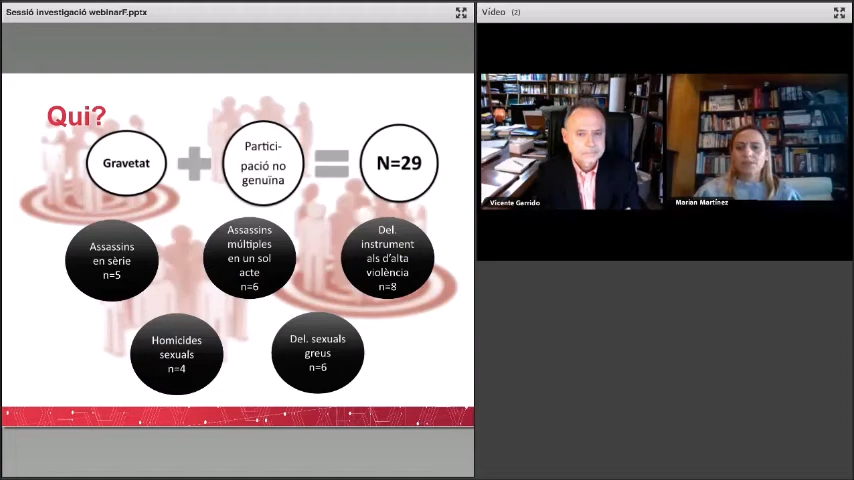 Sessió investigació webinarF.pptx
Vídeo (2)
Qui?
Gravetat
Partici-
pació no
genuïna
N=29
Assassins
en sèrie
n=5
Assassins
múltiples
en un sol
acte
n=6
Del.
instrument
als d'alta
violència
n=8
Homicides
sexuals
n=4
Del. sexuals
greus
n=6
Vicente Garrido
Marian Martínez